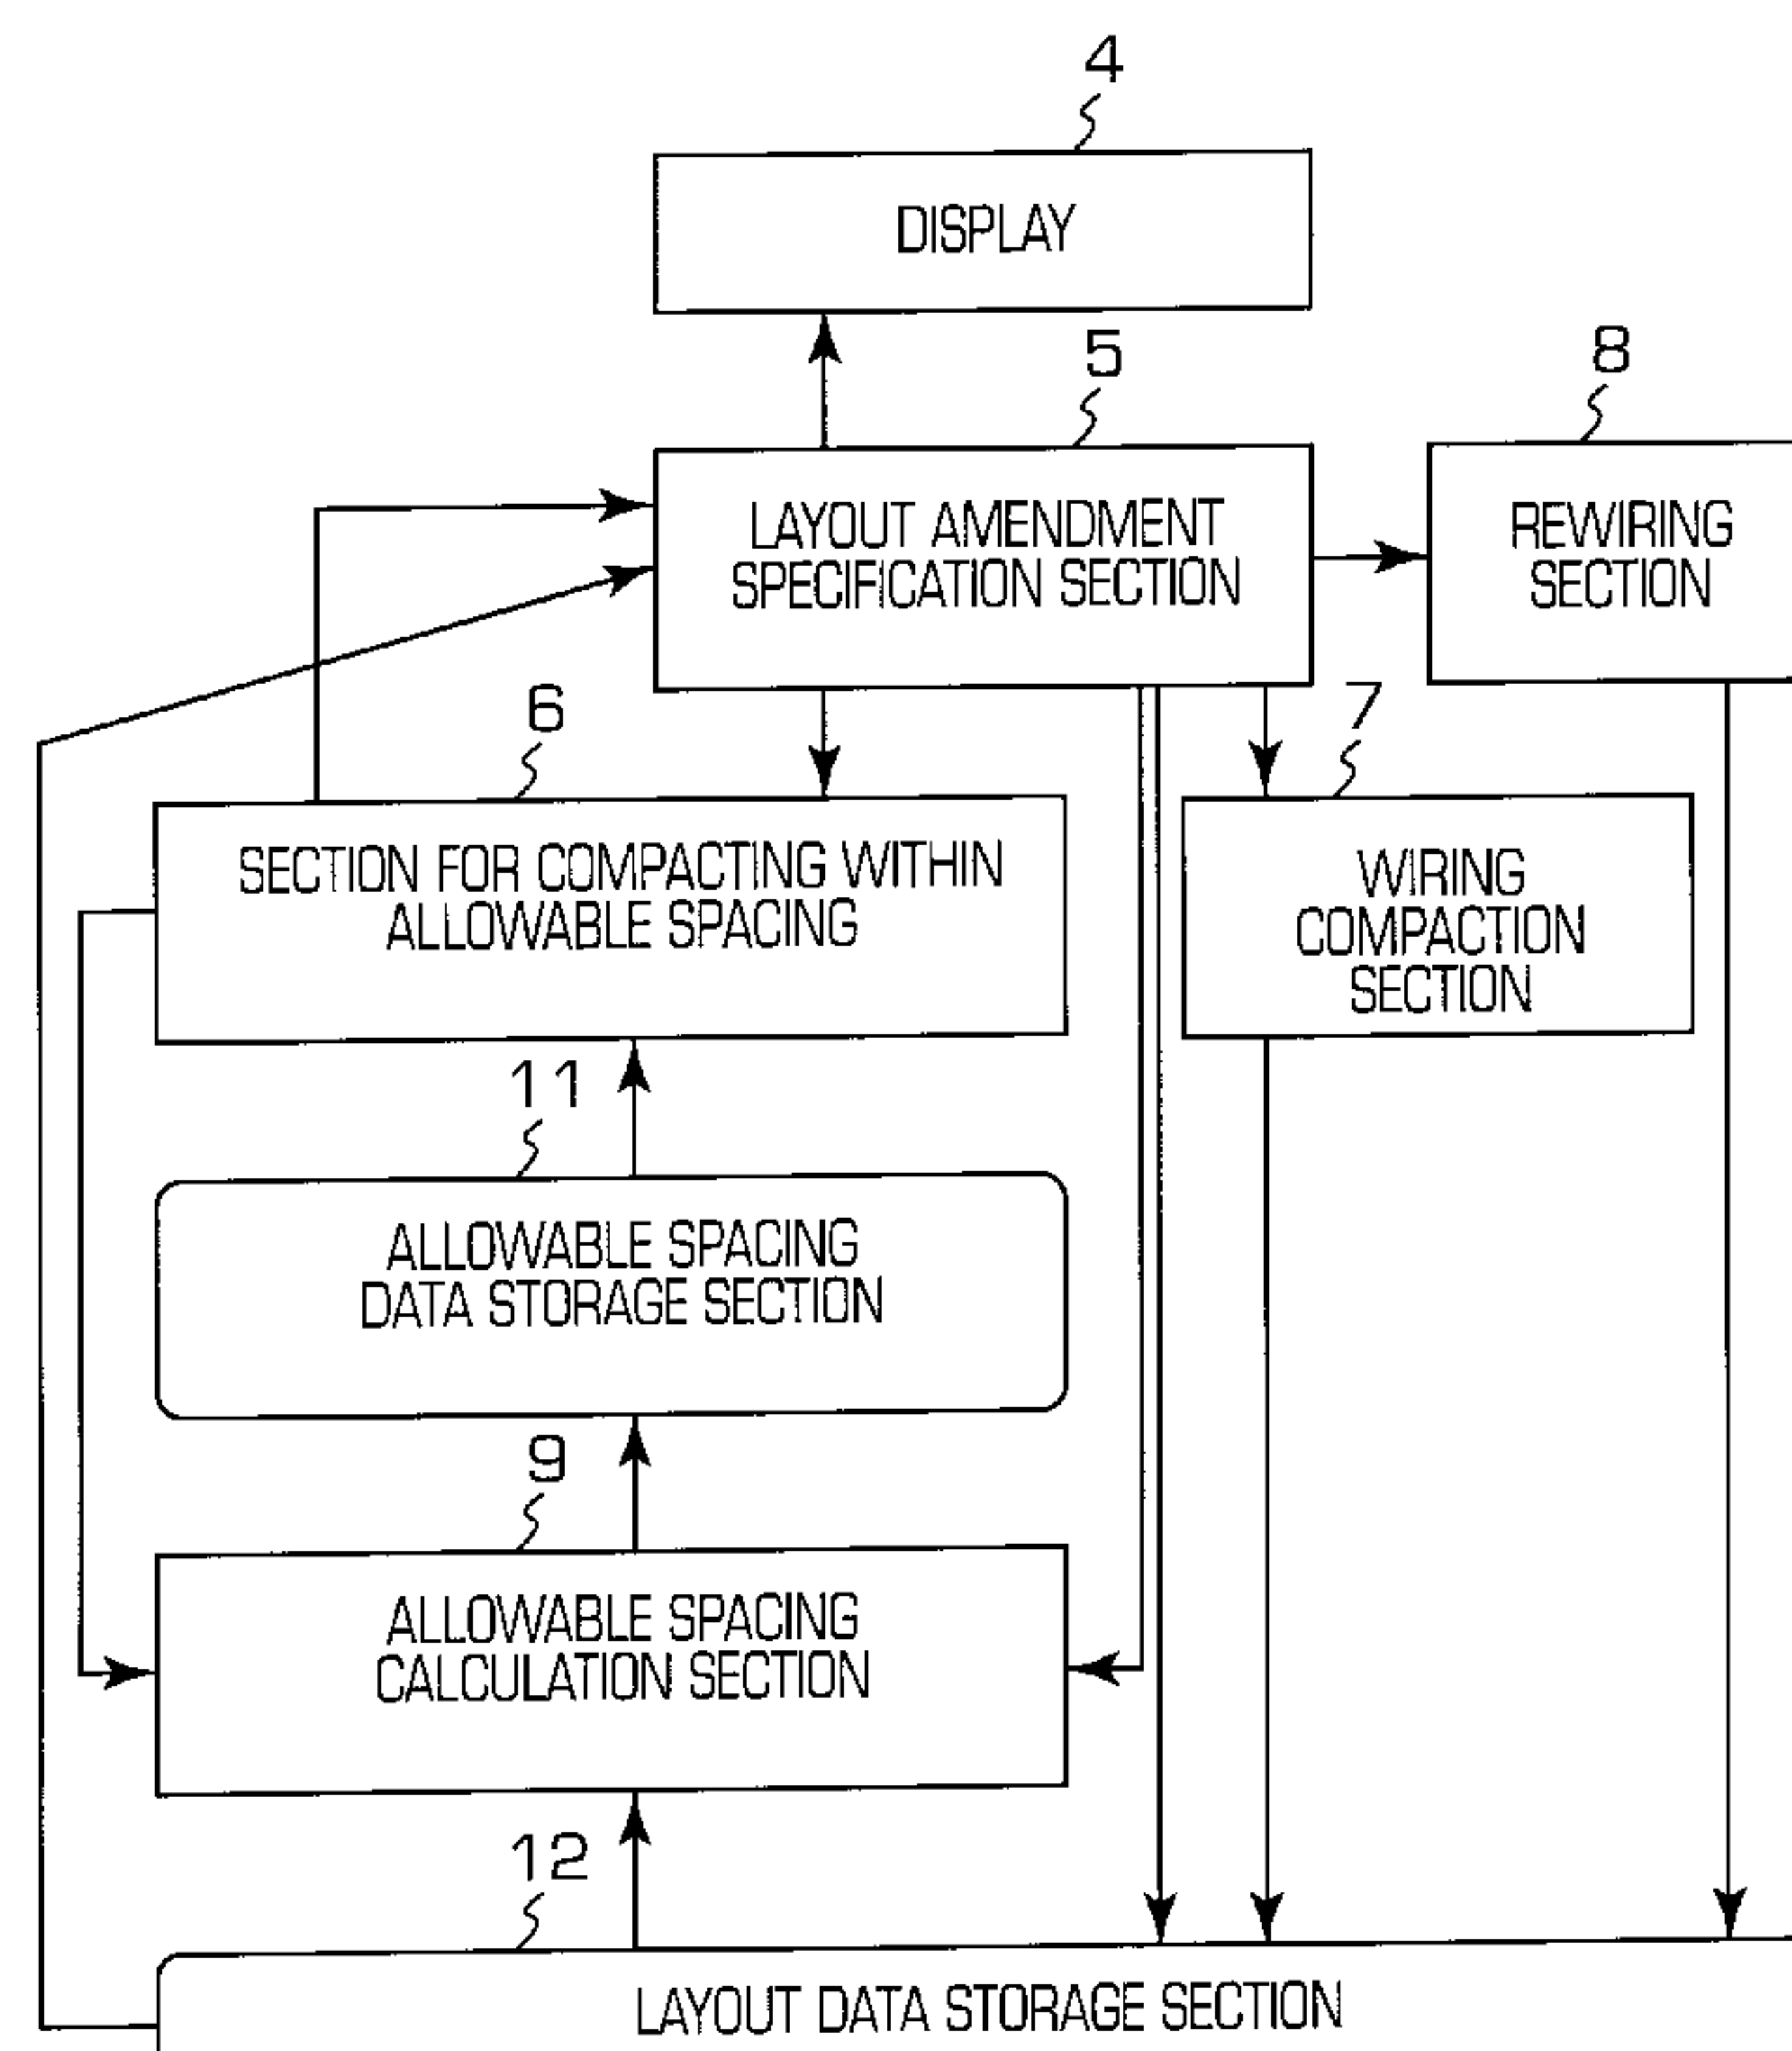 4
DISPLAY
5
8
LAYOUT AMENDMENT
SPECIFICATION SECTION
REWIRING
SECTION
6
7
SECTION FOR COMPACTING WITHIN
ALLOWABLE SPACING
WIRING
COMPACTION
SECTION
11
ALLOWABLE SPACING
DATA STORAGE SECTION
9
ALLOWABLE SPACING
CALCULATION SECTION
12
LAYOUT DATA STORAGE SECTION